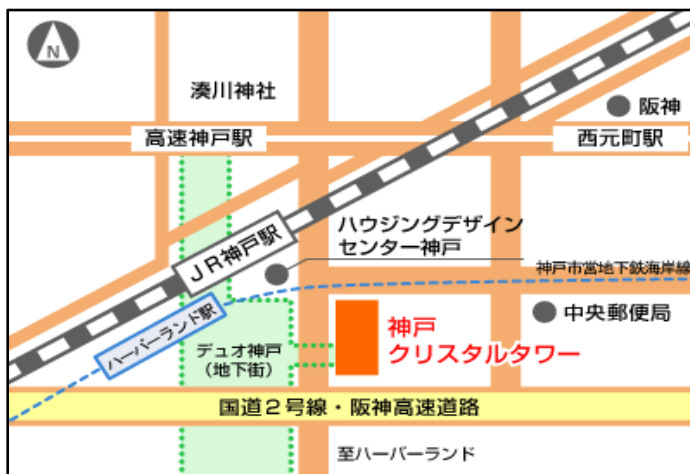 N
湊川神社
阪神
高速神戸駅
西元町駅
ハウジングデザイン
センター神戸
JR神戸駅
神戸市営地下鉄海岸線
ハーバーランド駅
中央郵便局
神戸
クリスタルタワー
デュオ神戸
（地下街）
国道２号線・阪神高速道路
至ハーバーランド